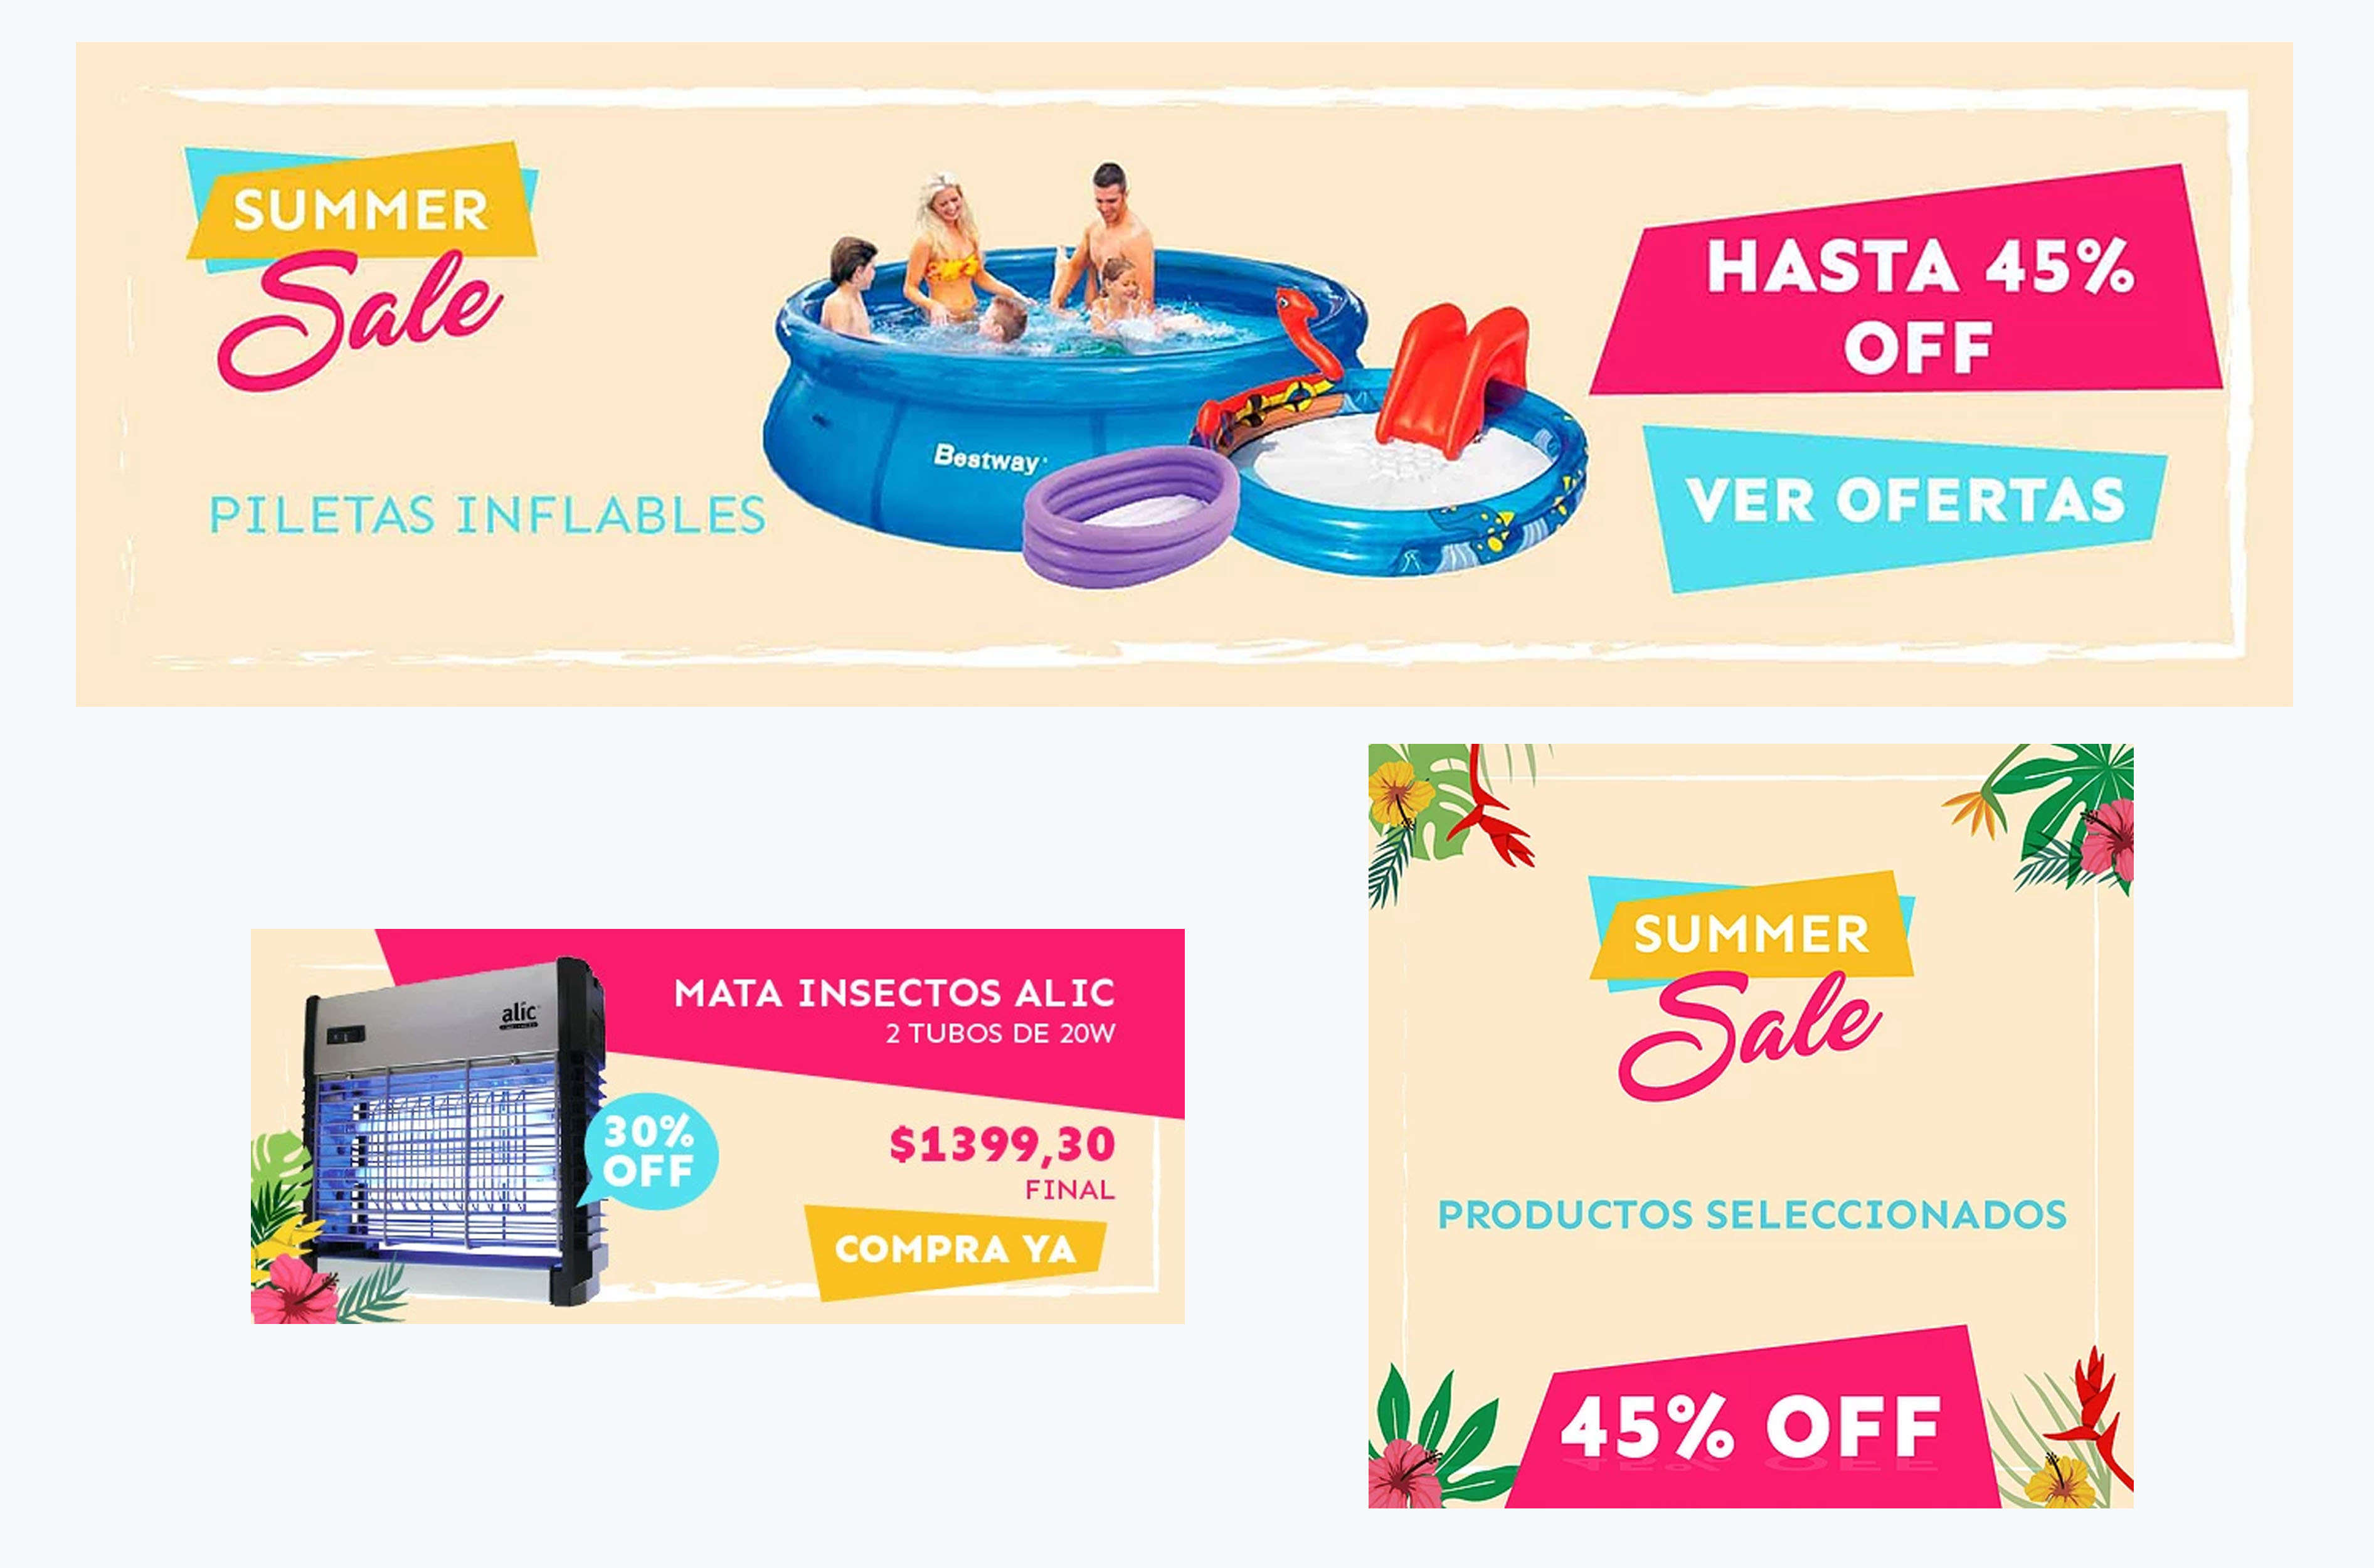 SUMMER
Sale
PILETAS INFLABLES
Bestway
HASTA 45%
OFF
VER OFERTAS
MATA INSECTOS ALIC
2 TUBOS DE 20W
alic
30%
OFF
$1399,30
FINAL
COMPRA YA
SUMMER
Sale
PRODUCTOS SELECCIONADOS
45% OFF